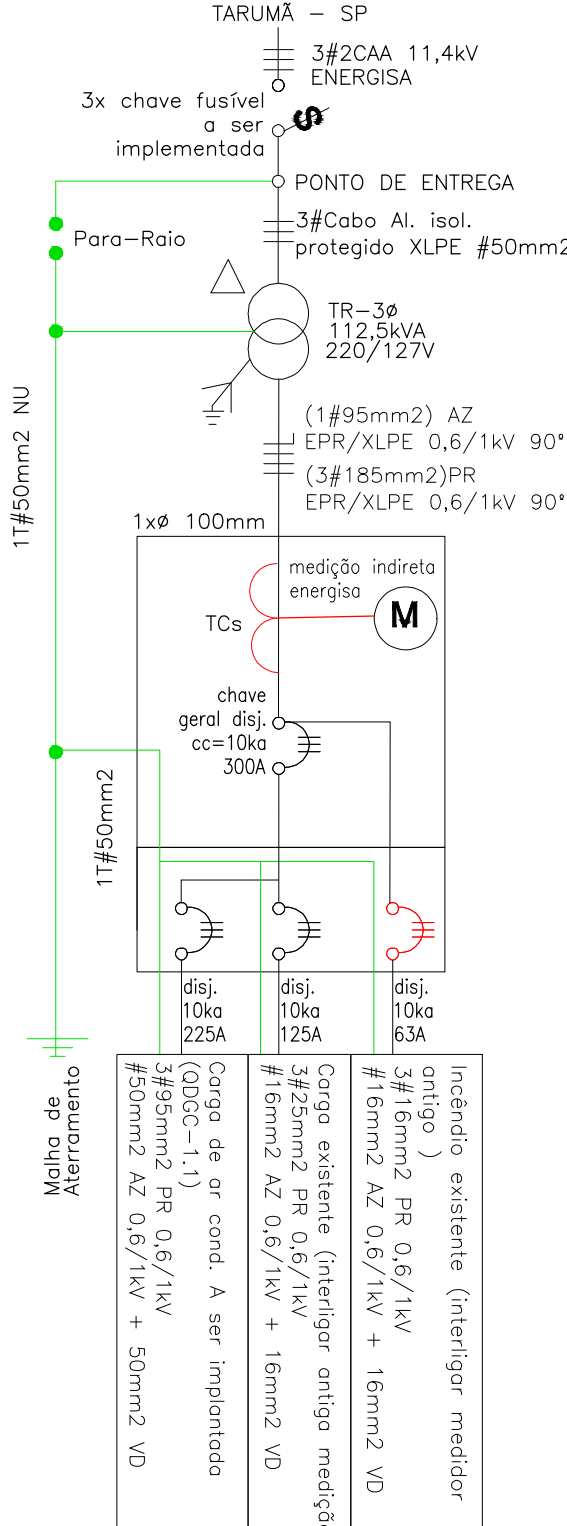 TARUMÃ - SP
3#2CAA 11,4kV
ENERGISA
3x chave fusível
a ser
implementada
S
PONTO DE ENTREGA
3#Cabo Al. isol.
protegido XLPE #50mm2
Para-Raio
TR-3ø
112,5kVA
220/127V
1T#50mm2 NU
(1#95mm2) AZ
EPR/XLPE 0,6/1kV 90°
(3#185mm2)PR
EPR/XLPE 0,6/1kV 90°
1xø 100mm
medição indireta
energisa
TCs
M
chave
geral disj.
cc=10ka
300A
1T#50mm2
disj.
10ka
225A
disj.
10ka
125A
disj.
10ka
63A
Malha de
Aterramento
Carga de ar cond. A ser implantada
(QDGC-1.1)
3#95mm2 PR 0,6/1kV
#50mm2 AZ 0,6/1kV + 50mm2 VD
Carga existente (interligar antiga medição
3#25mm2 PR 0,6/1kV
#16mm2 AZ 0,6/1kV + 16mm2 VD
Incêndio existente (interligar medidor
antigo )
3#16mm2 PR 0,6/1kV
#16mm2 AZ 0,6/1kV + 16mm2 VD